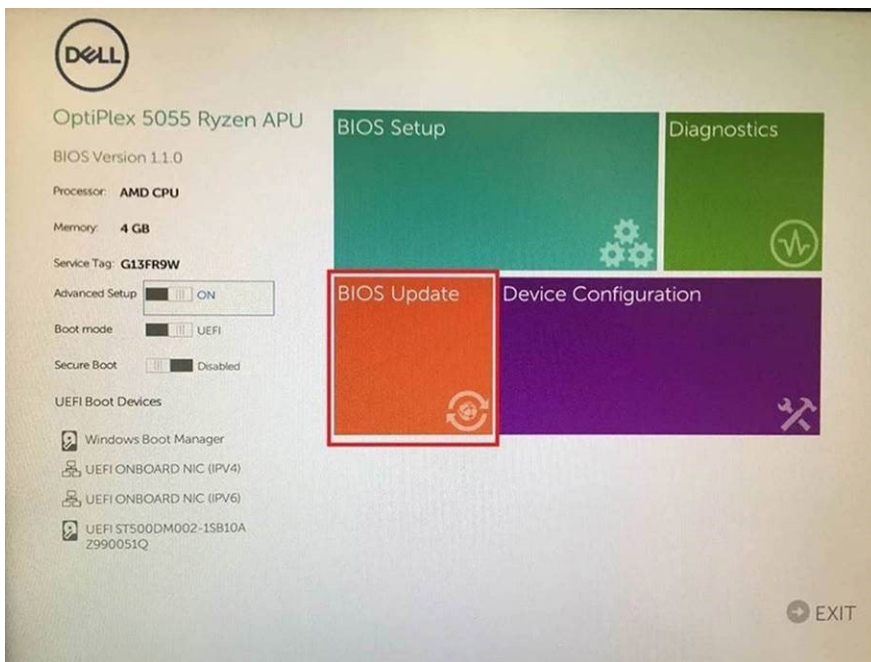 DELL
OptiPlex 5055 Ryzen APU
BIOS Version 1.1.0
Processor: AMD CPU
Memory: 4 GB
Service Tag: G13FR9W
Advanced Setup ON
Boot mode UEFI
Secure Boot Disabled
UEFI Boot Devices
Windows Boot Manager
UEFI ONBOARD NIC (IPV4)
UEFI ONBOARD NIC (IPV6)
UEFI ST500DM002-1SB10A
Z990051Q
BIOS Setup
Diagnostics
BIOS Update
Device Configuration
EXIT